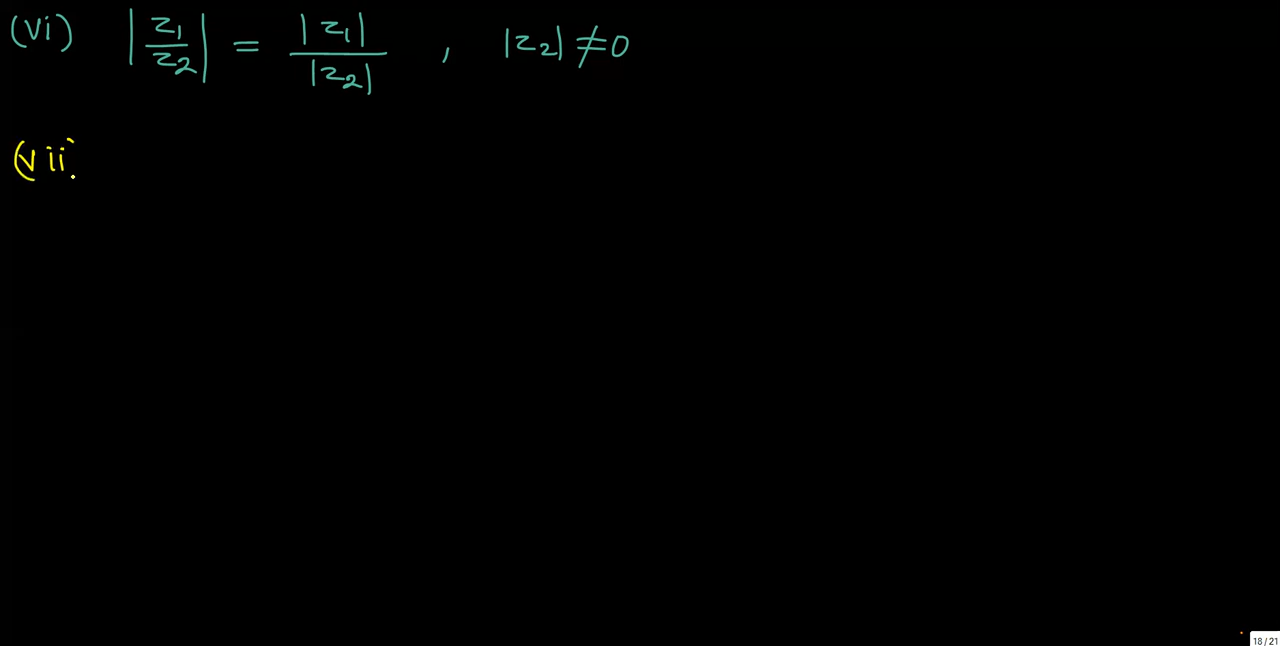 (vi) |z₁/z₂| = |z₁|/|z₂| , |z₂| ≠ 0
(vii)
18 / 21